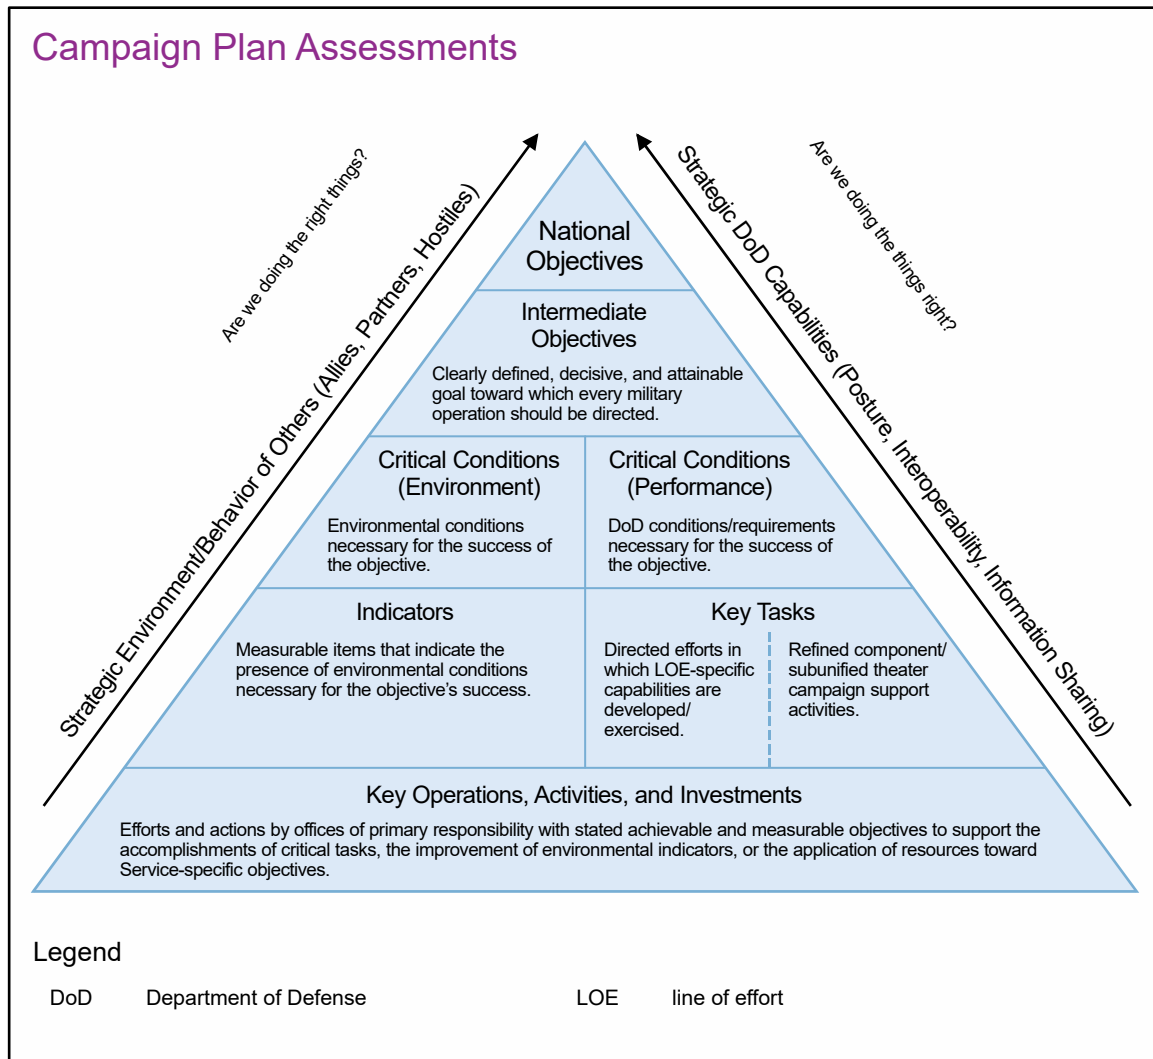 Campaign Plan Assessments
Are we doing the right things?
Strategic Environment/Behavior of Others (Allies, Partners, Hostiles)
Strategic DoD Capabilities (Posture, Interoperability, Information Sharing)
Are we doing the things right?
National
Objectives
Intermediate
Objectives
Clearly defined, decisive, and attainable
goal toward which every military
operation should be directed.
Critical Conditions
(Environment)
Environmental conditions
necessary for the success of
the objective.
Critical Conditions
(Performance)
DoD conditions/requirements
necessary for the success of
the objective.
Indicators
Measurable items that indicate the
presence of environmental conditions
necessary for the objective’s success.
Key Tasks
Directed efforts in
which LOE-specific
capabilities are
developed/
exercised.
Refined component/
subunified theater
campaign support
activities.
Key Operations, Activities, and Investments
Efforts and actions by offices of primary responsibility with stated achievable and measurable objectives to support the
accomplishments of critical tasks, the improvement of environmental indicators, or the application of resources toward
Service-specific objectives.
Legend
DoD Department of Defense
LOE line of effort